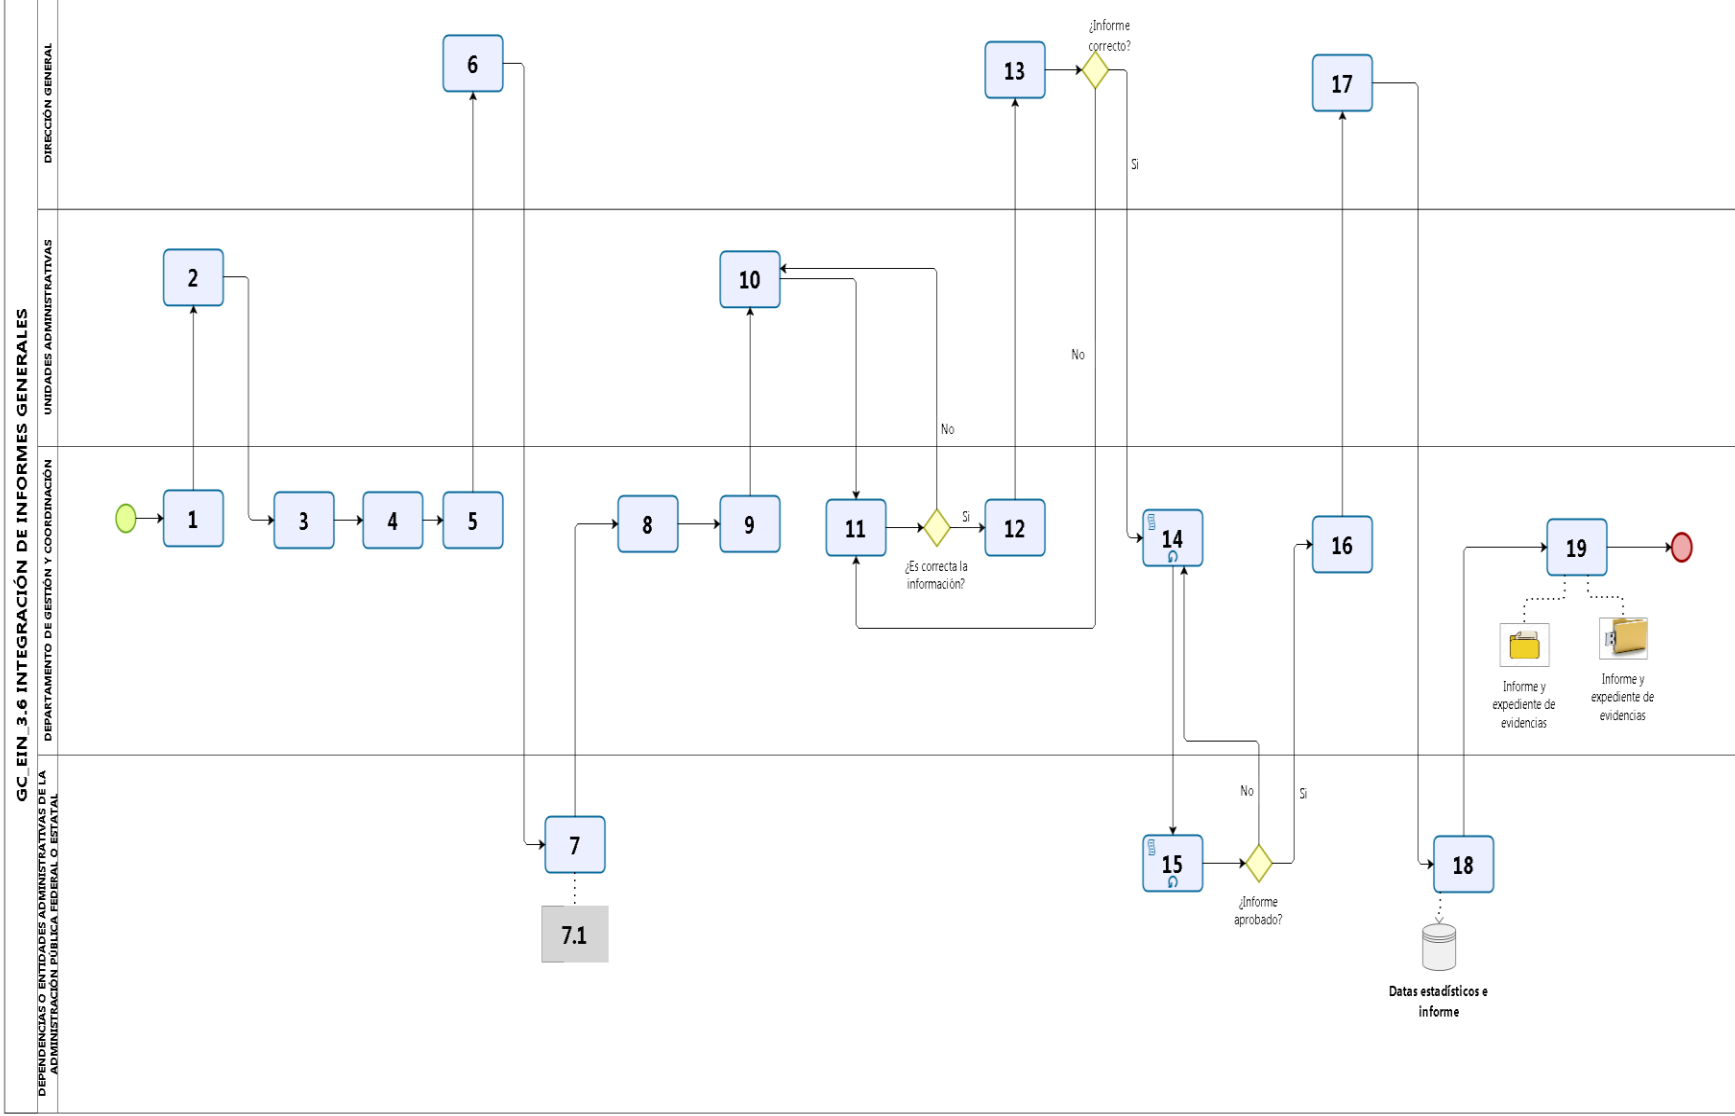 GC_EIN_3.6 INTEGRACIÓN DE INFORMES GENERALES
DIRECCIÓN GENERAL
6
13
¿Informe
correcto?
Si
No
17
UNIDADES ADMINISTRATIVAS
2
10
No
DEPARTAMENTO DE GESTIÓN Y COORDINACIÓN
1
3
4
5
8
9
11
¿Es correcta la
información?
Si
12
14
16
19
Informe y
expediente de
evidencias
Informe y
expediente de
evidencias
DEPENDENCIAS O ENTIDADES ADMINISTRATIVAS DE LA
ADMINISTRACIÓN PÚBLICA FEDERAL O ESTATAL
7
7.1
15
No
Si
¿Informe
aprobado?
18
Datas estadísticos e
informe